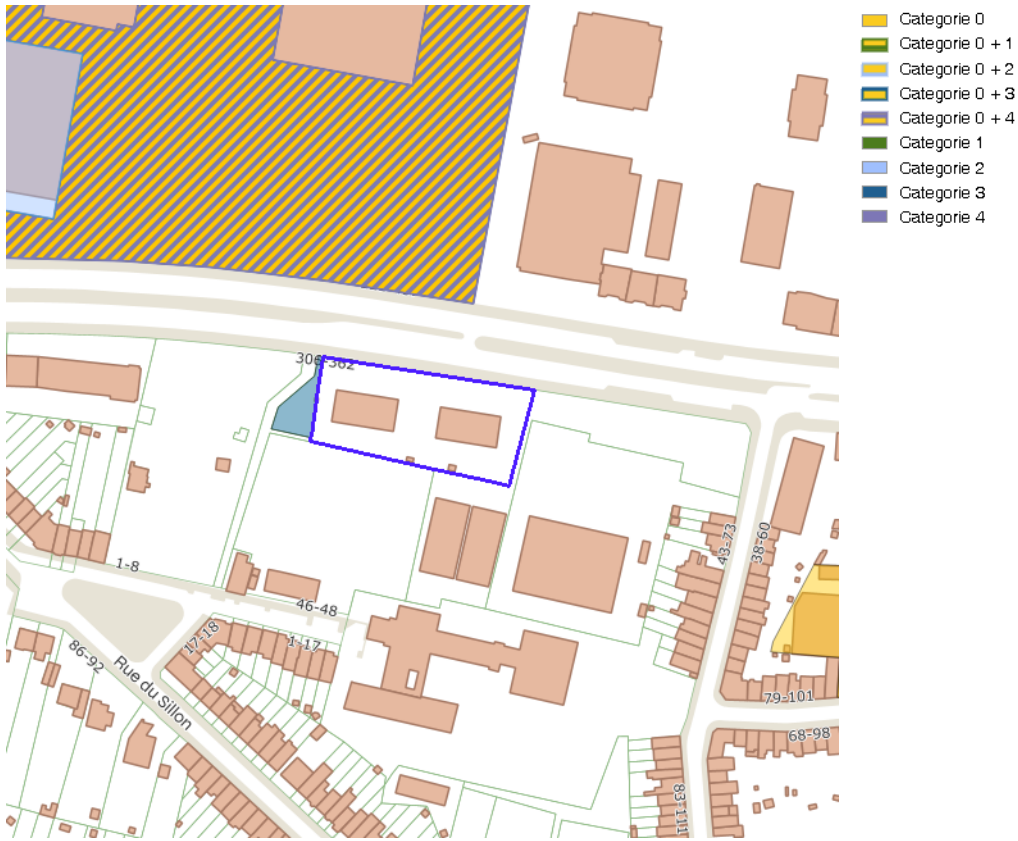 Categorie 0
Categorie 0 + 1
Categorie 0 + 2
Categorie 0 + 3
Categorie 0 + 4
Categorie 1
Categorie 2
Categorie 3
Categorie 4
306-362
43-73
38-60
1-8
46-48
17-18
1-17
86-92
Rue du Sillon
79-101
68-98
83-111